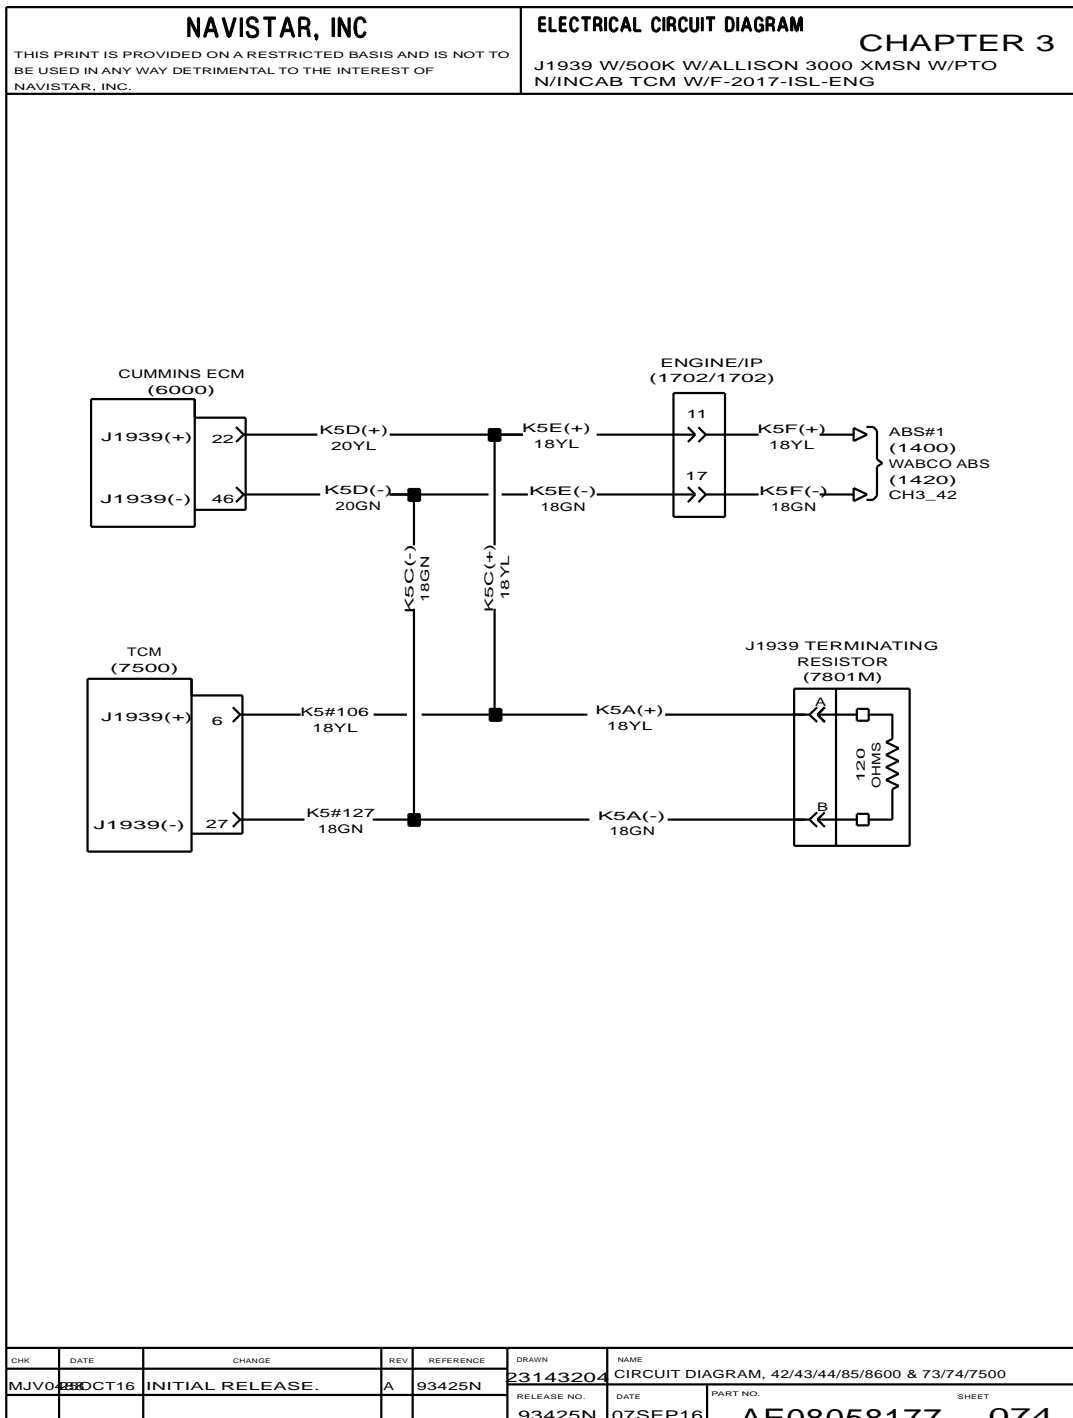 NAVISTAR, INC
THIS PRINT IS PROVIDED ON A RESTRICTED BASIS AND IS NOT TO
BE USED IN ANY WAY DETRIMENTAL TO THE INTEREST OF
NAVISTAR, INC.
ELECTRICAL CIRCUIT DIAGRAM
CHAPTER 3
J1939 W/500K W/ALLISON 3000 XMSN W/PTO
N/INCAB TCM W/F-2017-ISL-ENG
CUMMINS ECM
(6000)
J1939(+)
22
J1939(-)
46
K5D(+)
20YL
K5D(-)
20GN
K5E(+)
18YL
K5E(-)
18GN
ENGINE/IP
(1702/1702)
11
17
K5F(+)
18YL
K5F(-)
18GN
ABS#1
(1400)
WABCO ABS
(1420)
CH3_42
K5C(-)
18GN
K5C(+)
18YL
TCM
(7500)
J1939(+)
6
J1939(-)
27
K5#106
18YL
K5#127
18GN
K5A(+)
18YL
K5A(-)
18GN
J1939 TERMINATING
RESISTOR
(7801M)
A
B
120
OHMS
CHK DATE CHANGE REV REFERENCE
INITIAL RELEASE. A 93425N
DRAWN
23143204
NAME
CIRCUIT DIAGRAM, 42/43/44/85/8600 & 73/74/7500
RELEASE NO.
93425N
DATE
07SEP16
PART NO.
AE08058177
SHEET
074